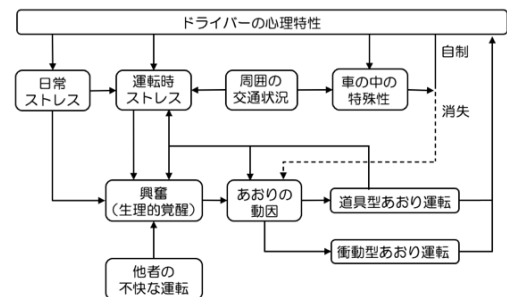 ドライバーの心理特性
自制
日常
ストレス
運転時
ストレス
周囲の
交通状況
車の中の
特殊性
消失
興奮
（生理的覚醒）
あおりの
動因
道具型あおり運転
衝動型あおり運転
他者の
不快な運転